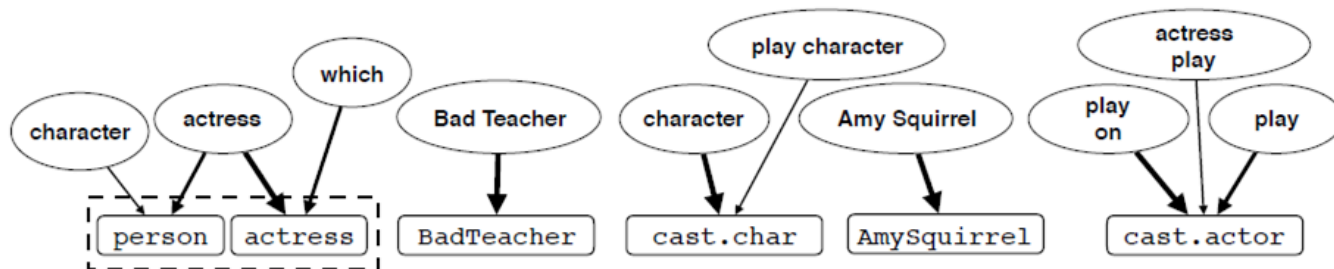 play character
actress
play
which
character
actress
Bad Teacher
character
Amy Squirrel
play
on
play
person
actress
BadTeacher
cast.char
AmySquirrel
cast.actor